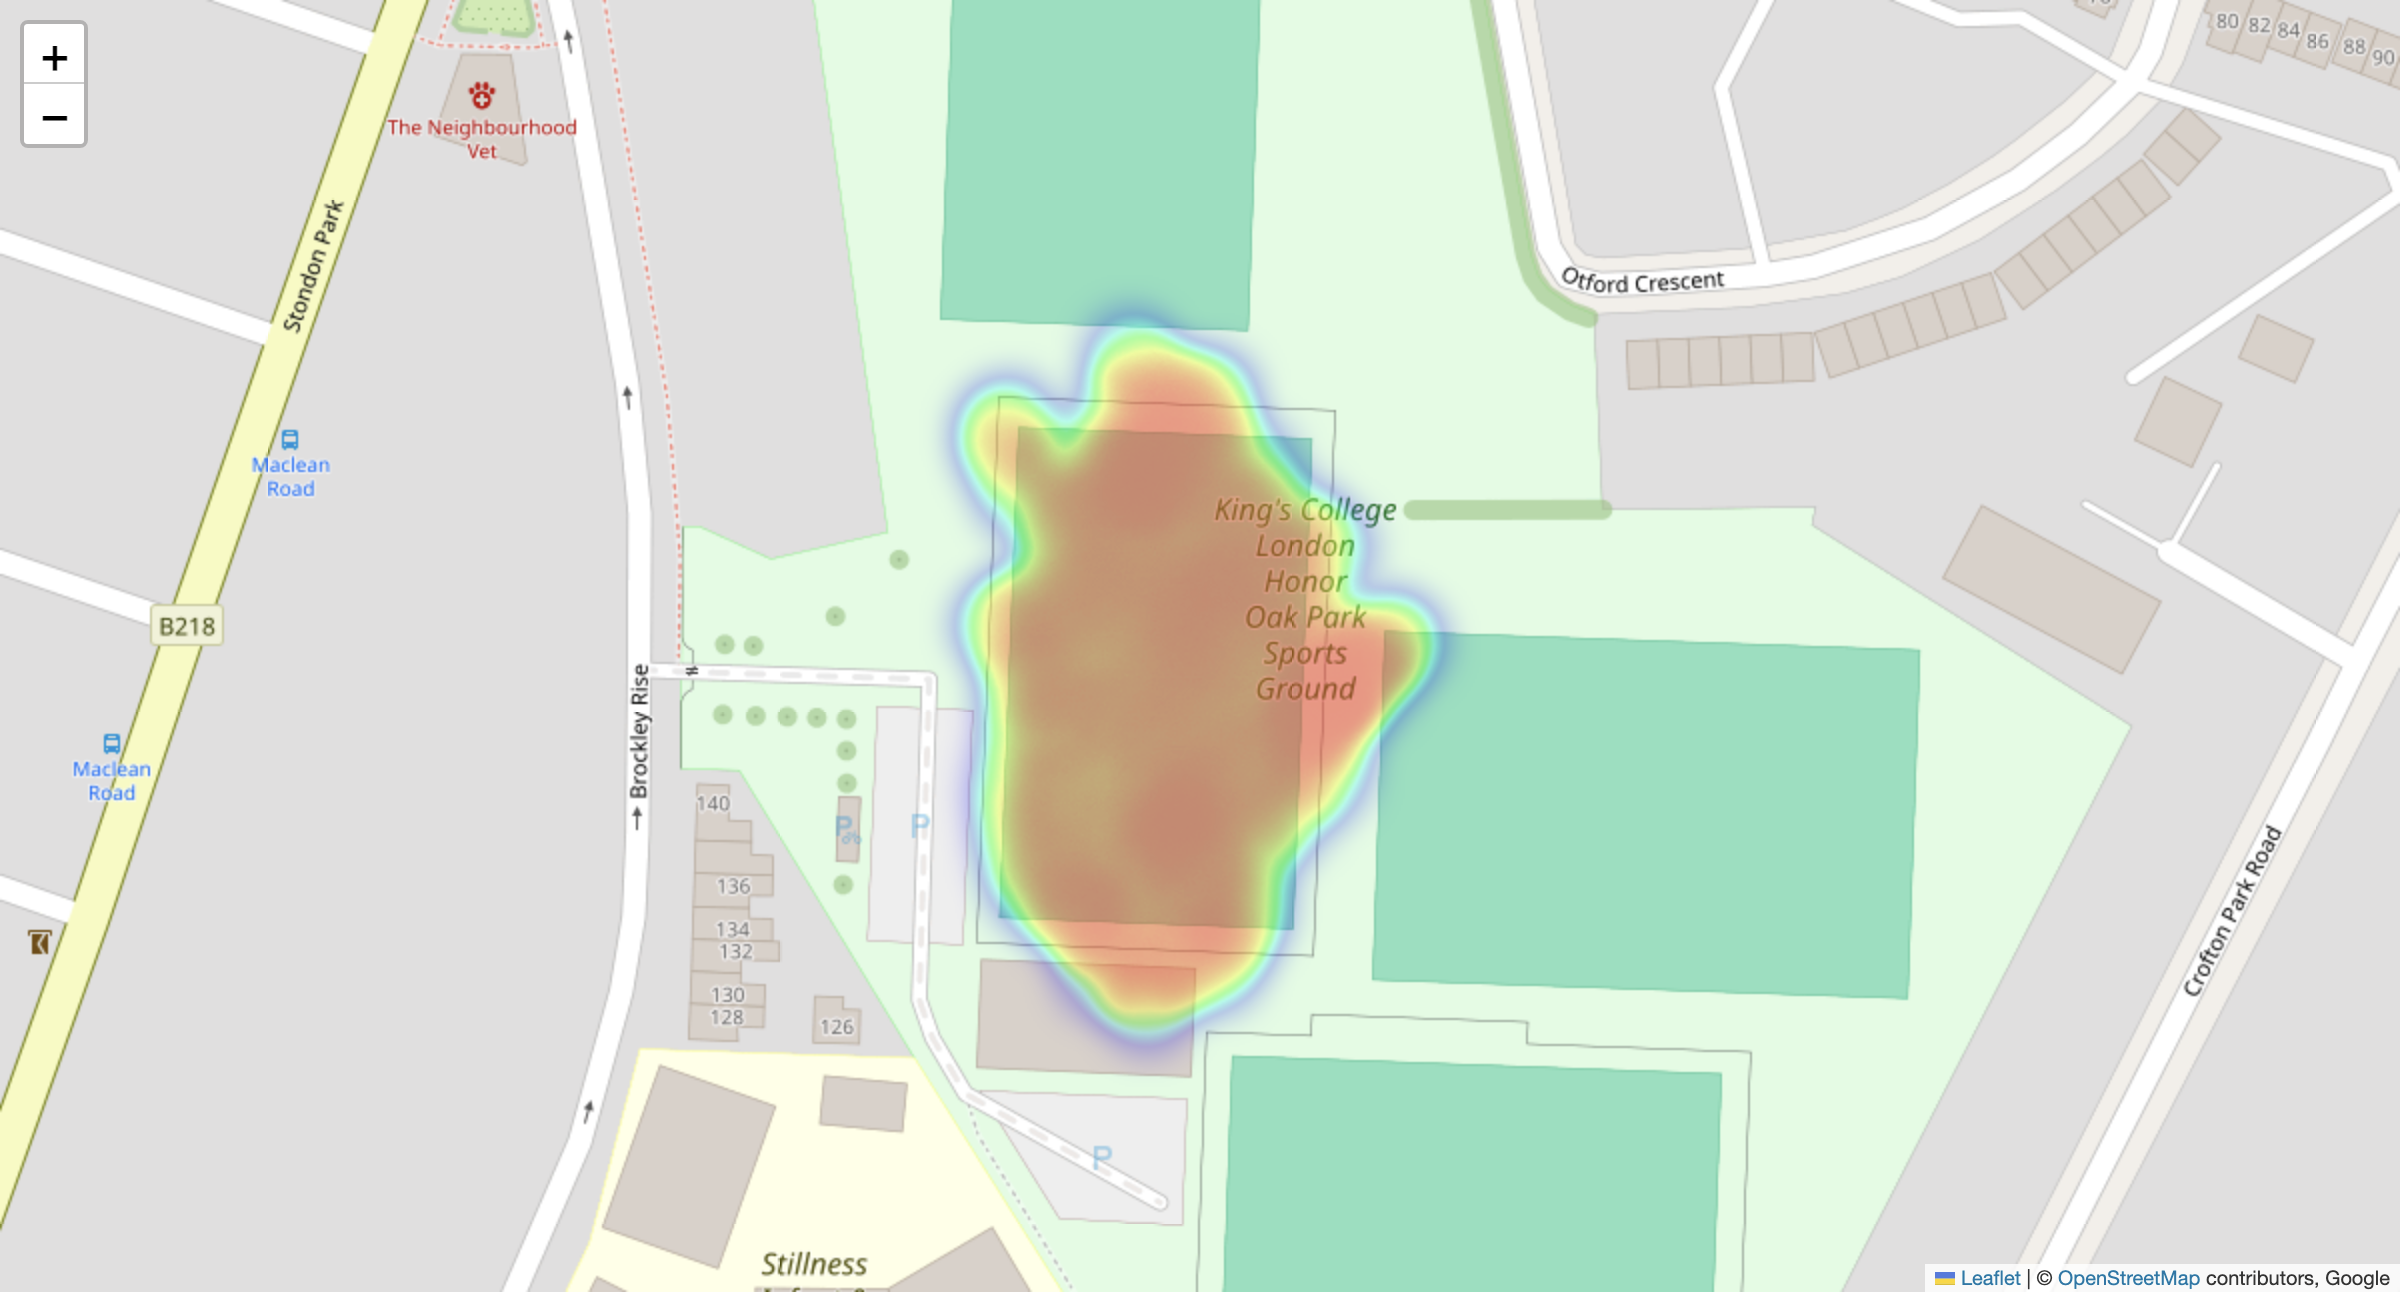 +
−
The Neighbourhood
Vet
Stondon Park
Maclean
Road
B218
Maclean
Road
Brockley Rise
140
136
134
132
130
128
126
P
P
P
King's College
London
Honor
Oak Park
Sports
Ground
Otford Crescent
80
82
84
86
88
90
Crofton Park Road
Stillness
Leaflet | © OpenStreetMap contributors, Google